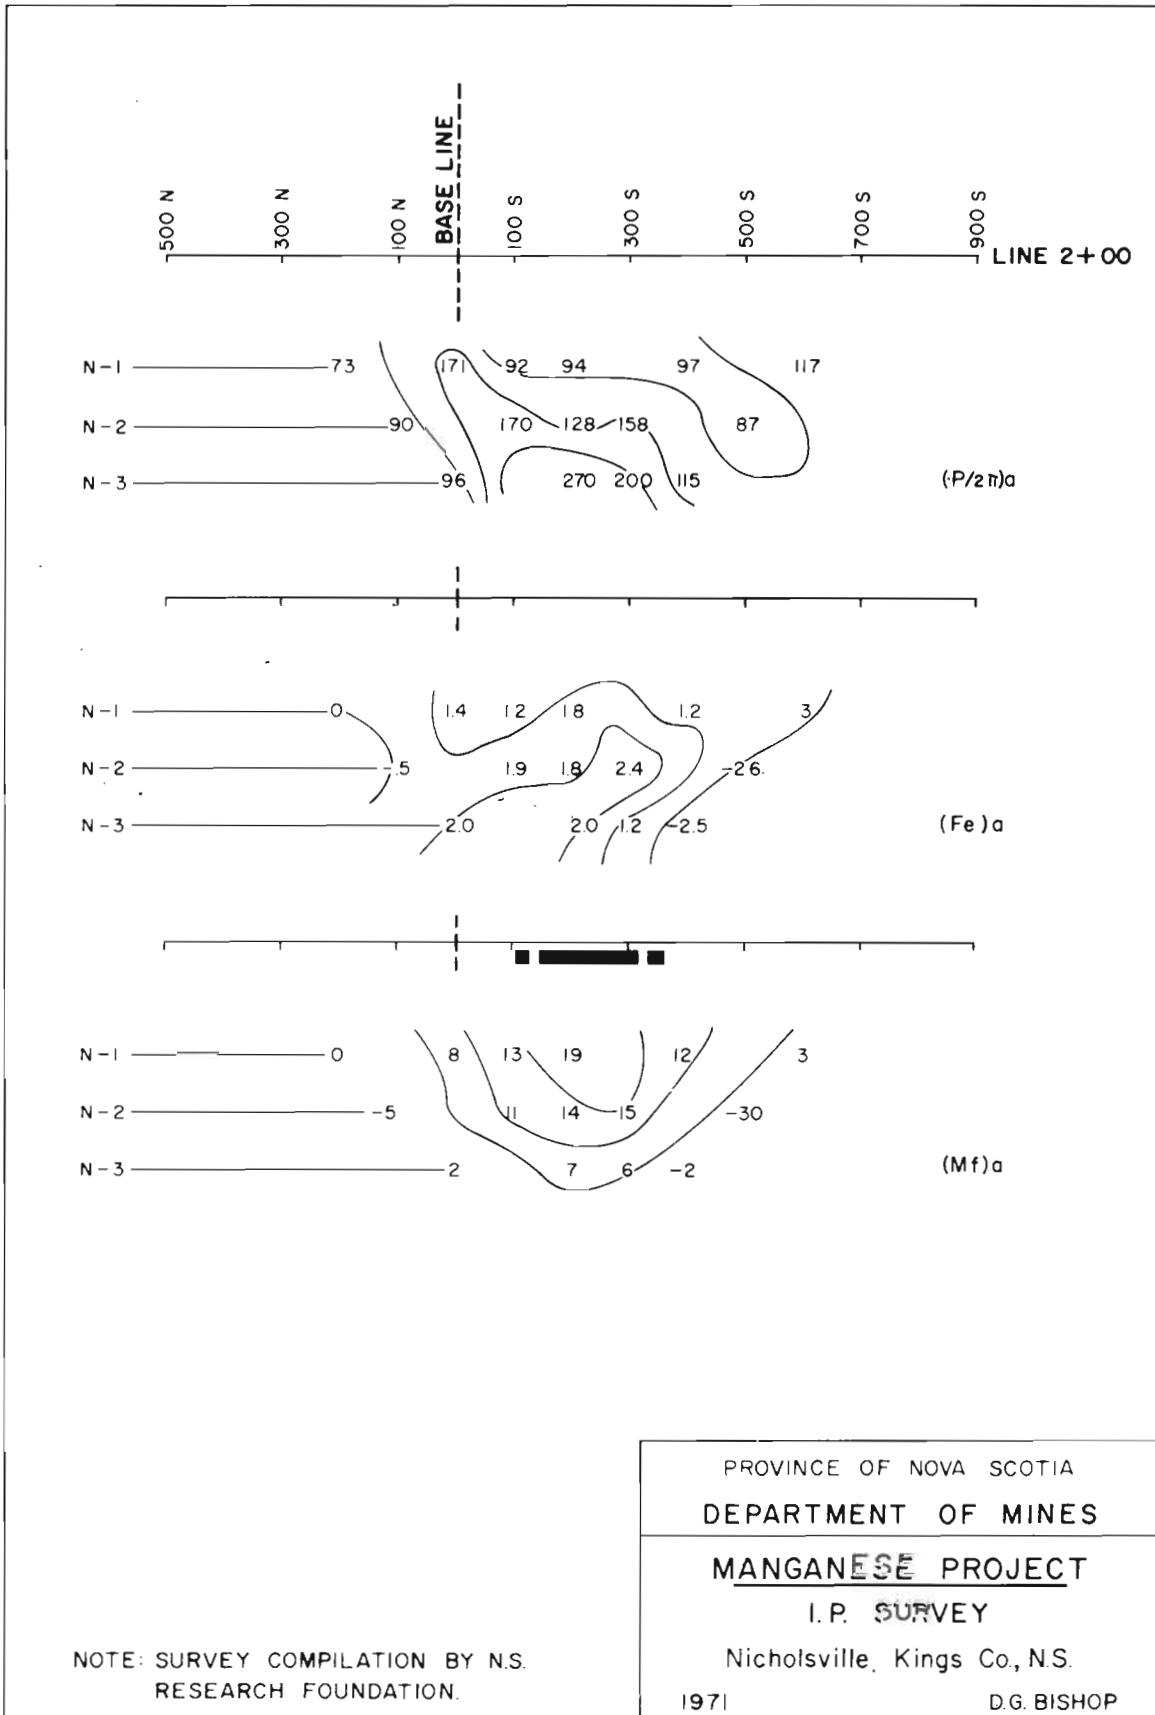 500 N 300 N 100 N BASE LINE 100 S 300 S 500 S 700 S 900 S
LINE 2+00
N-1 73 171 92 94 97 117
N-2 90 170 128 158 87
N-3 96 270 200 115 (P/2π)a
N-1 0 1.4 1.2 1.8 1.2 3
N-2 -.5 1.9 1.8 2.4 -26.
N-3 2.0 2.0 1.2 -2.5 (Fe)a
N-1 0 8 13 19 12 3
N-2 -5 11 14 15 -30
N-3 2 7 6 -2 (Mf)a
PROVINCE OF NOVA SCOTIA
DEPARTMENT OF MINES
MANGANESE PROJECT
I.P. SURVEY
Nicholsville, Kings Co., N.S.
1971 D.G. BISHOP
NOTE: SURVEY COMPILATION BY N.S.
RESEARCH FOUNDATION.